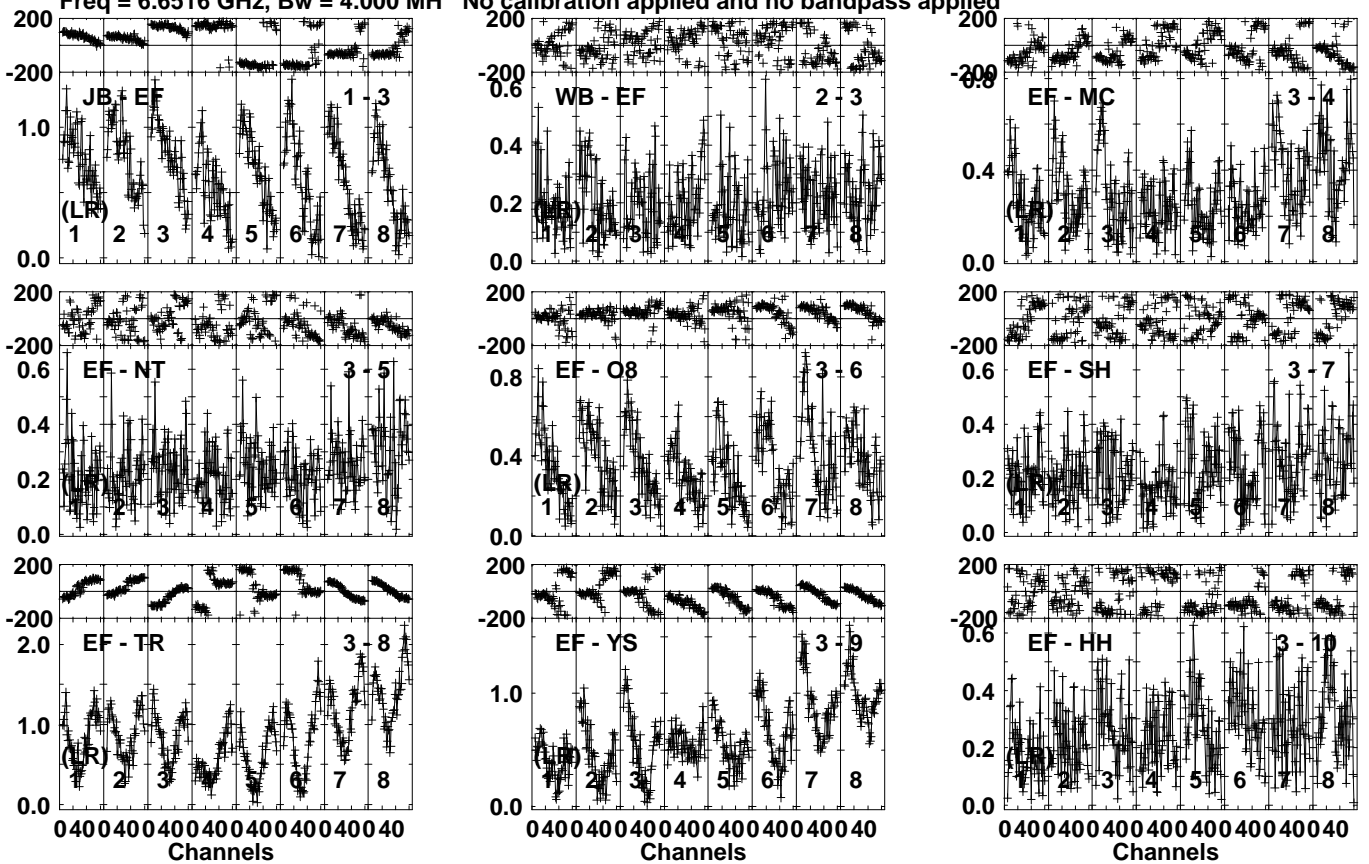 Freq = 6.6516 GHz, Bw = 4.000 MH No calibration applied and no bandpass applied
200 200 200
-200 -200 -200
JB - EF 1 - 3 WB - EF 2 - 3 EF - MC 3 - 4
1.0 0.6 0.8
0.4 0.4
(LR) 0.2 (LR) (LR)
1 2 3 4 5 6 7 8 1 2 3 4 5 6 7 8 1 2 3 4 5 6 7 8
0.0 0.0 0.0
200 200 200
-200 -200 -200
EF - NT 3 - 5 EF - O8 3 - 6 EF - SH 3 - 7
0.6 0.8 0.6
0.4 0.4 0.4
0.2 0.2
(LR) (LR) (LR)
1 2 3 4 5 6 7 8 1 2 3 4 5 6 7 8 1 2 3 4 5 6 7 8
0.0 0.0 0.0
200 200 200
-200 -200 -200
EF - TR 3 - 8 EF - YS 3 - 9 EF - HH 3 - 10
2.0 0.6
1.0 1.0 0.4
0.2
(LR) (LR) (LR)
1 2 3 4 5 6 7 8 1 2 3 4 5 6 7 8 1 2 3 4 5 6 7 8
0.0 0.0 0.0
0 40 0 40 0 40 0 40 0 40 0 40 0 40 0 40 0 40 0 40 0 40 0 40 0 40 0 40 0 40 0 40 0 40 0 40 0 40 0 40 0 40 0 40 0 40 0 40
Channels Channels Channels